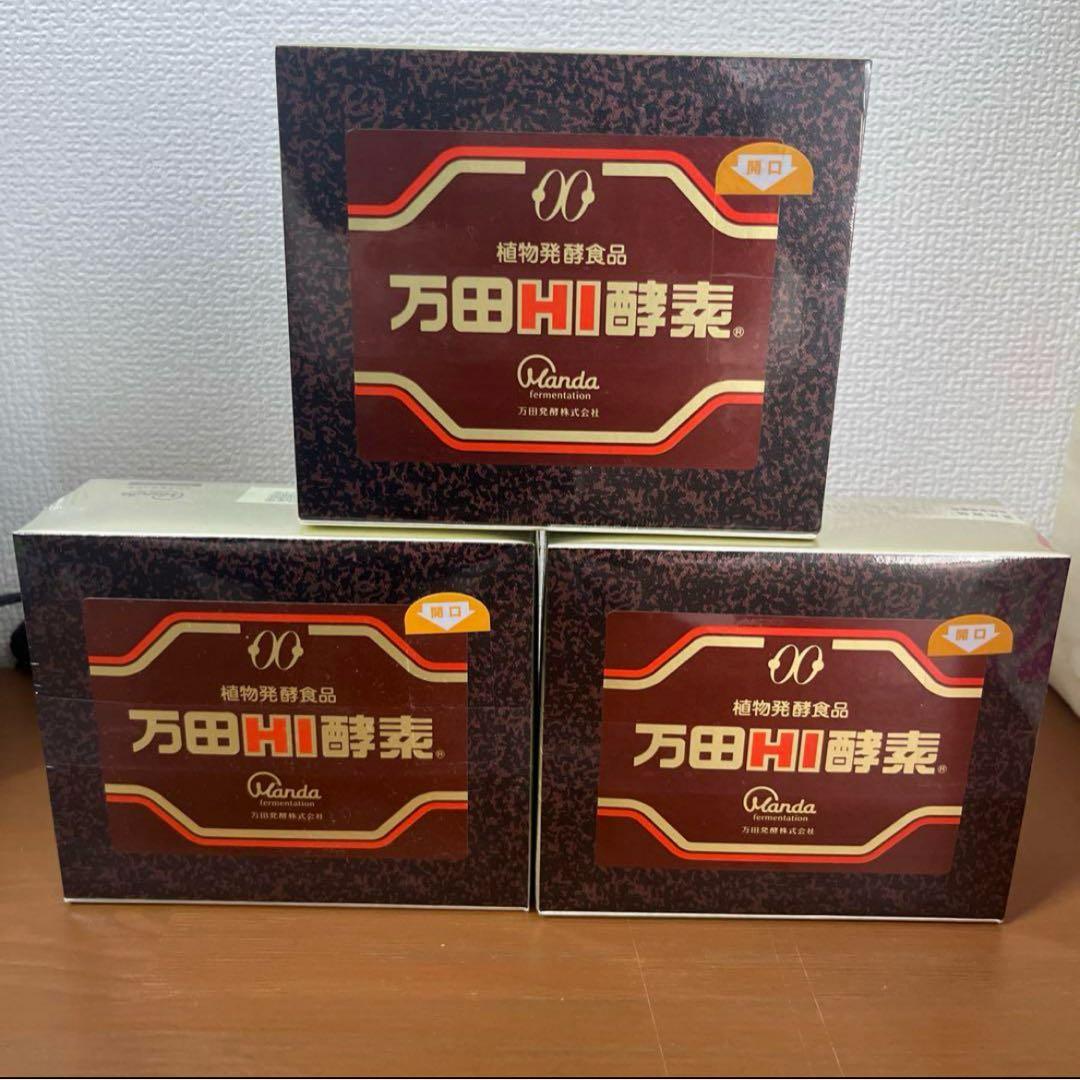 開口
植物発酵食品
万田HI酵素®
Manda
fermentation
万田発酵株式会社
Manda
開口
植物発酵食品
万田HI酵素®
Manda
fermentation
万田発酵株式会社
開口
植物発酵食品
万田HI酵素®
Manda
fermentation
万田発酵株式会社